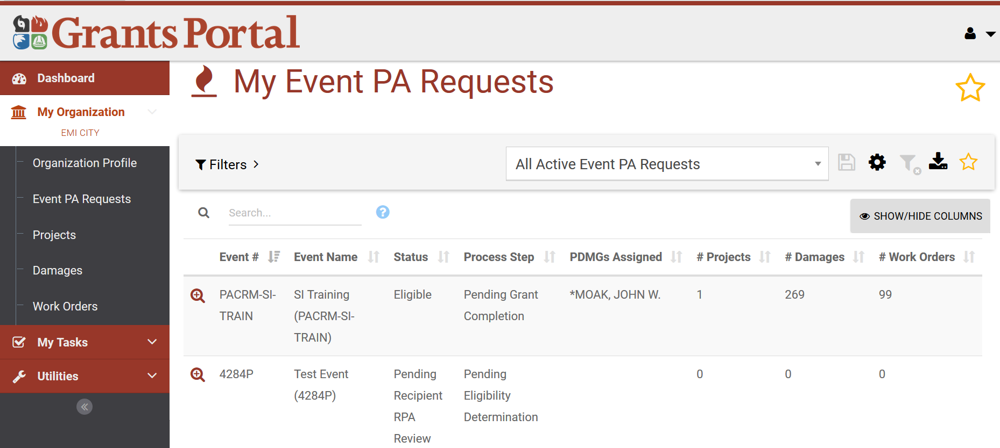 Grants Portal
FEMA
Dashboard
My Organization
EMI CITY
Organization Profile
Event PA Requests
Projects
Damages
Work Orders
My Tasks
Utilities
My Event PA Requests
Filters
All Active Event PA Requests
Search...
?
SHOW/HIDE COLUMNS
Event # Event Name Status Process Step PDMGs Assigned # Projects # Damages # Work Orders
PACRM-SI- SI Training Eligible Pending Grant *MOAK, JOHN W. 1 269 99
TRAIN (PACRM-SI- Completion
TRAIN)
4284P Test Event Pending Pending 0 0 0
(4284P) Recipient Eligibility
RPA Determination
Review